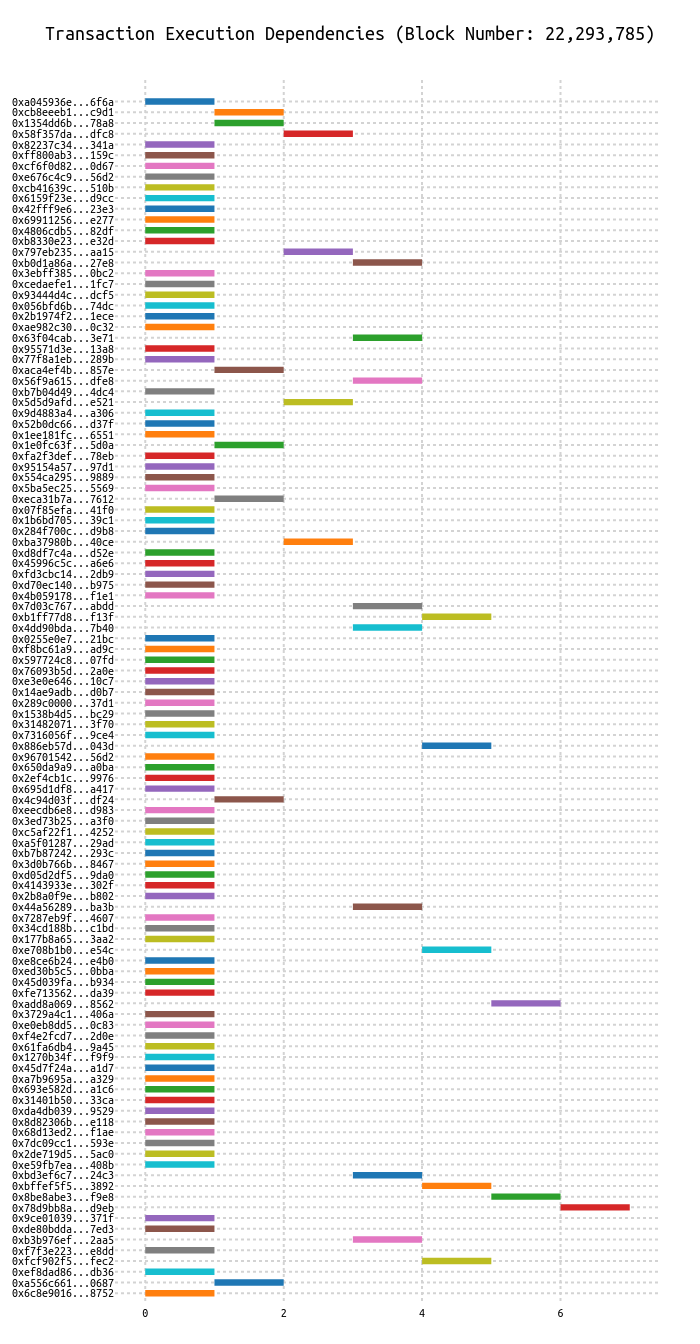 Transaction Execution Dependencies (Block Number: 22,293,785)
0xa045936e...6f6a
0xcb8eeeb1...c9d1
0x1354dd6b...78a8
0x58f357da...dfc8
0x82237c34...341a
0xff800ab3...159c
0xcf6f0d82...0d67
0xe676c4c9...56d2
0xcb41639c...510b
0x6159f23e...d9cc
0x42fff9e6...23e3
0x69911256...e277
0x4806cdb5...82df
0xb8330e23...e32d
0x797eb235...aa15
0xb0d1a86a...27e8
0x3ebff385...0bc2
0xcedaefe1...1fc7
0x93444d4c...dcf5
0x056bfd6b...74dc
0x2b1974f2...1ece
0xae982c30...0c32
0x63f04cab...3e71
0x95571d3e...13a8
0x77f8a1eb...289b
0xaca4ef4b...857e
0x56f9a615...dfe8
0xb7b04d49...4dc4
0x5d5d9afd...e521
0x9d4883a4...a306
0x52b0dc66...d37f
0x1ee181fc...6551
0x1e0fc63f...5d0a
0xfa2f3def...78eb
0x95154a57...97d1
0x554ca295...9889
0x5ba5ec25...5569
0xeca31b7a...7612
0x07f85efa...41f0
0x1b6bd705...39c1
0x284f700c...d9b8
0xba37980b...40ce
0xd8df7c4a...d52e
0x45996c5c...a6e6
0xfd3cbc14...2db9
0xd70ec140...b975
0x4b059178...f1e1
0x7d03c767...abdd
0xb1ff77d8...f13f
0x4dd90bda...7b40
0x0255e0e7...21bc
0xf8bc61a9...ad9c
0x597724c8...07fd
0x76093b5d...2a0e
0xe3e0e646...10c7
0x14ae9adb...d0b7
0x289c0000...37d1
0x1538b4d5...bc29
0x31482071...3f70
0x7316056f...9ce4
0x886eb57d...043d
0x96701542...56d2
0x650da9a9...a0ba
0x2ef4cb1c...9976
0x695d1df8...a417
0x4c94d03f...df24
0xeecdb6e8...d983
0x3ed73b25...a3f0
0xc5af22f1...4252
0xa5f01287...29ad
0xb7b87242...293c
0x3d0b766b...8467
0xd05d2df5...9da0
0x4143933e...302f
0x2b8a0f9e...b802
0x44a56289...ba3b
0x7287eb9f...4607
0x34cd188b...c1bd
0x177b8a65...3aa2
0xe708b1b0...e54c
0xe8ce6b24...e4b0
0xed30b5c5...0bba
0x45d039fa...b934
0xfe713562...da39
0xadd8a069...8562
0x3729a4c1...406a
0xe0eb8dd5...0c83
0xf4e2fcd7...2d0e
0x61fa6db4...9a45
0x1270b34f...f9f9
0x45d7f24a...a1d7
0xa7b9695a...a329
0x693e582d...a1c6
0x31401b50...33ca
0xda4db039...9529
0x8d82306b...e118
0x68d13ed2...f1ae
0x7dc09cc1...593e
0x2de719d5...5ac0
0xe59fb7ea...408b
0xbd3ef6c7...24c3
0xbffef5f5...3892
0x8be8abe3...f9e8
0x78d9bb8a...d9eb
0x9ce01039...371f
0xde80bdda...7ed3
0xb3b976ef...2aa5
0xf7f3e223...e8dd
0xfcf902f5...fec2
0xef8dad86...db36
0xa556c661...0687
0x6c8e9016...8752
0 2 4 6